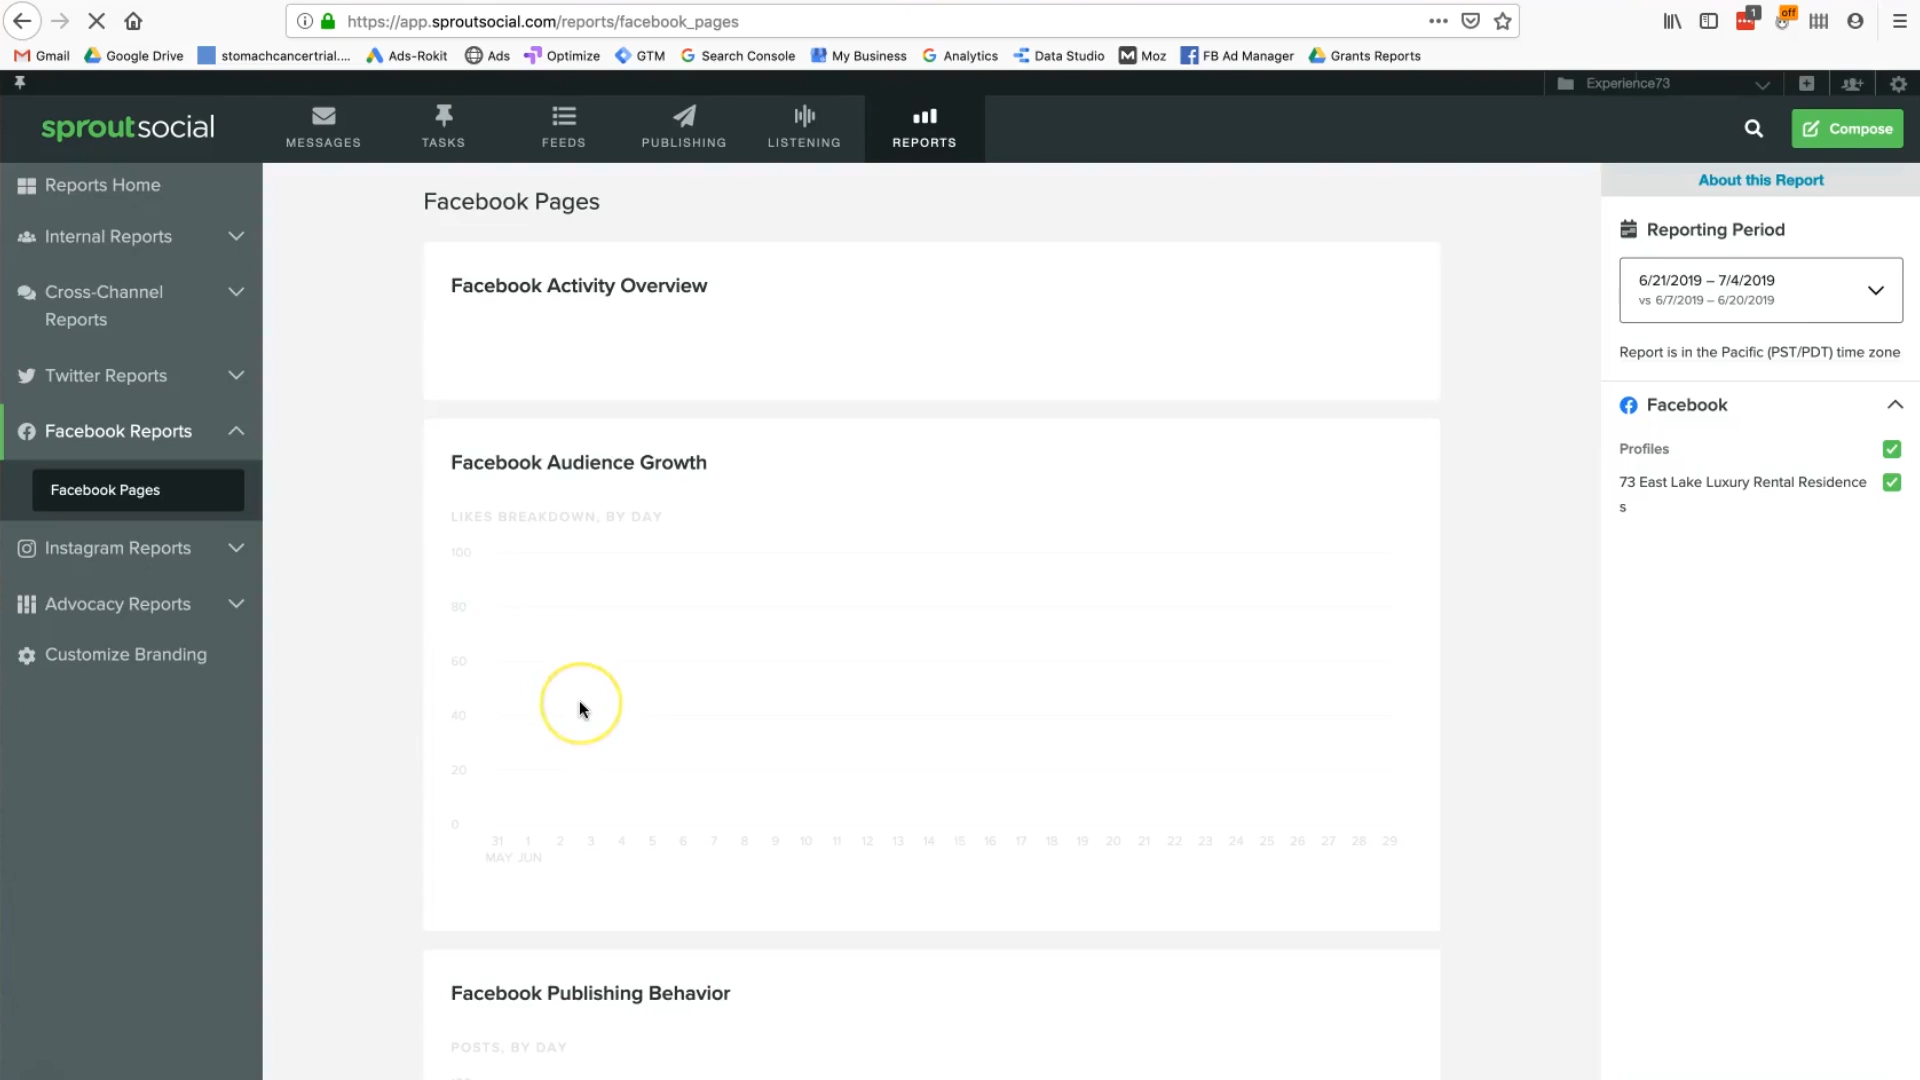 https://app.sproutsocial.com/reports/facebook_pages
1
off
Gmail
Google Drive
stomachcancertrial....
Ads-Rokit
Ads
Optimize
GTM
Search Console
My Business
Analytics
Data Studio
Moz
FB Ad Manager
Grants Reports
Experience73
sproutsocial
MESSAGES
TASKS
FEEDS
PUBLISHING
LISTENING
REPORTS
Compose
Reports Home
Internal Reports
Cross-Channel
Reports
Twitter Reports
Facebook Reports
Facebook Pages
Instagram Reports
Advocacy Reports
Customize Branding
Facebook Pages
Facebook Activity Overview
Facebook Audience Growth
LIKES BREAKDOWN, BY DAY
100
80
60
40
20
0
31 1 2 3 4 5 6 7 8 9 10 11 12 13 14 15 16 17 18 19 20 21 22 23 24 25 26 27 28 29
MAY JUN
Facebook Publishing Behavior
POSTS, BY DAY
About this Report
Reporting Period
6/21/2019 – 7/4/2019
vs 6/7/2019 – 6/20/2019
Report is in the Pacific (PST/PDT) time zone
Facebook
Profiles
73 East Lake Luxury Rental Residence
s